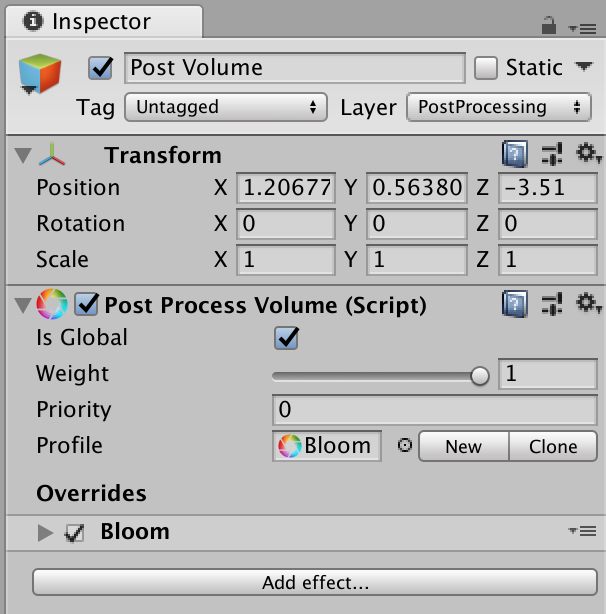 Inspector
Post Volume Static
Tag Untagged Layer PostProcessing
Transform
Position X 1.20677 Y 0.56380 Z -3.51
Rotation X 0 Y 0 Z 0
Scale X 1 Y 1 Z 1
Post Process Volume (Script)
Is Global
Weight 1
Priority 0
Profile Bloom New Clone
Overrides
Bloom
Add effect...